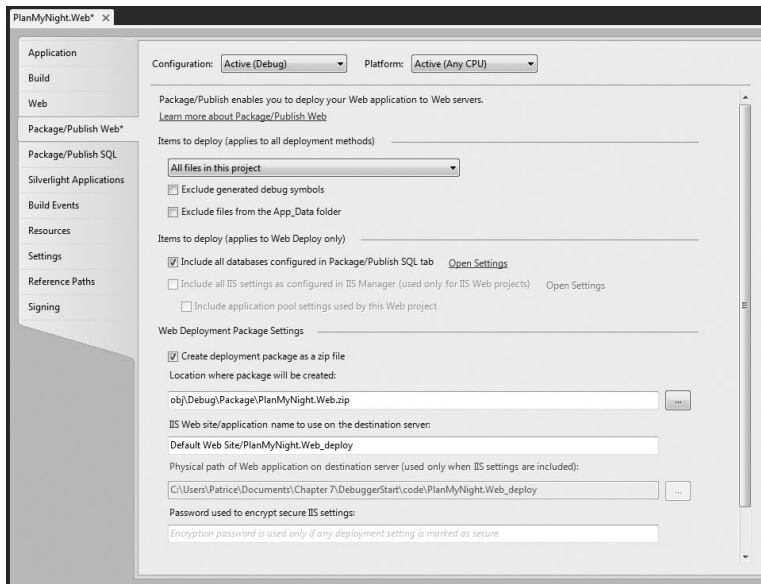 PlanMyNight.Web* X
Application
Build
Web
Package/Publish Web*
Package/Publish SQL
Silverlight Applications
Build Events
Resources
Settings
Reference Paths
Signing
Configuration: Active (Debug) Platform: Active (Any CPU)
Package/Publish enables you to deploy your Web application to Web servers.
Learn more about Package/Publish Web
Items to deploy (applies to all deployment methods)
All files in this project
Exclude generated debug symbols
Exclude files from the App_Data folder
Items to deploy (applies to Web Deploy only)
Include all databases configured in Package/Publish SQL tab Open Settings
Include all IIS settings as configured in IIS Manager (used only for IIS Web projects) Open Settings
Include application pool settings used by this Web project
Web Deployment Package Settings
Create deployment package as a zip file
Location where package will be created:
obj\Debug\Package\PlanMyNight.Web.zip ...
IIS Web site/application name to use on the destination server:
Default Web Site/PlanMyNight.Web_deploy
Physical path of Web application on destination server (used only when IIS settings are included):
C:\Users\Patrice\Documents\Chapter 7\DebuggerStart\code\PlanMyNight.Web_deploy ...
Password used to encrypt secure IIS settings:
Encryption password is used only if any deployment setting is marked as secure